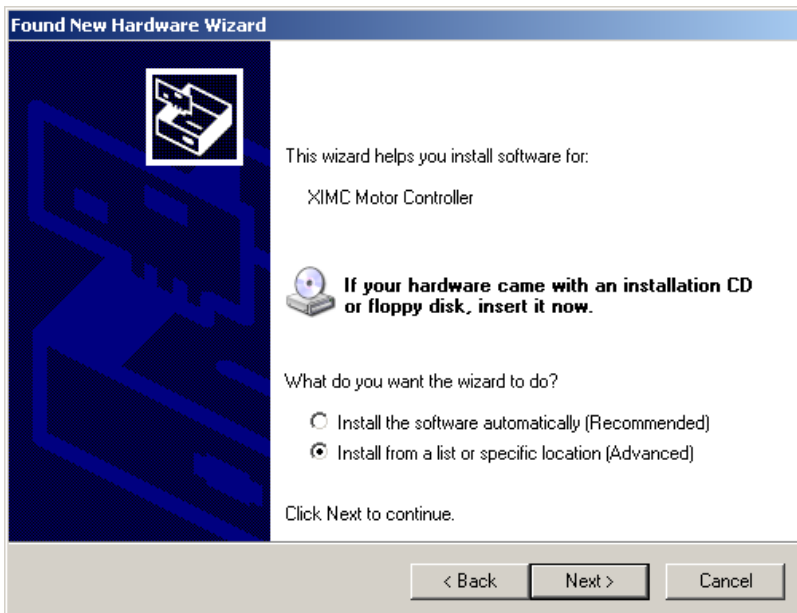 Found New Hardware Wizard
This wizard helps you install software for:
XIMC Motor Controller
If your hardware came with an installation CD
or floppy disk, insert it now.
What do you want the wizard to do?
Install the software automatically (Recommended)
Install from a list or specific location (Advanced)
Click Next to continue.
< Back
Next >
Cancel